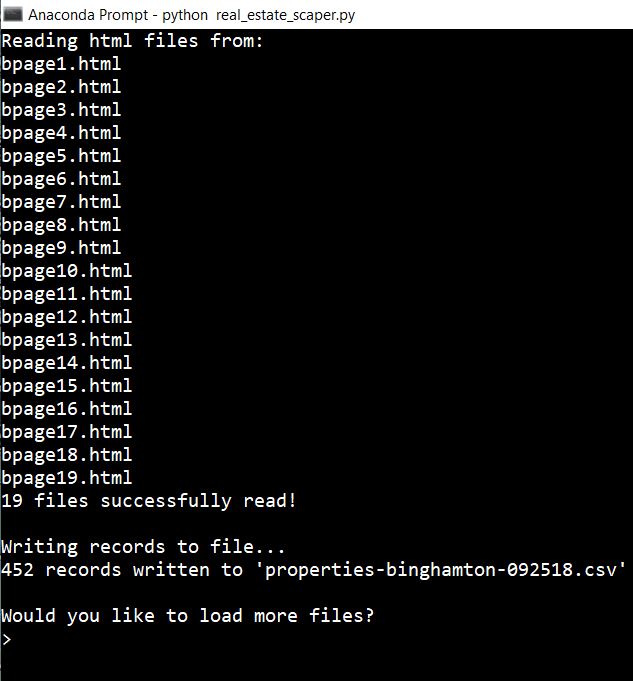 Anaconda Prompt - python  real_estate_scaper.py
Reading html files from:
bpage1.html
bpage2.html
bpage3.html
bpage4.html
bpage5.html
bpage6.html
bpage7.html
bpage8.html
bpage9.html
bpage10.html
bpage11.html
bpage12.html
bpage13.html
bpage14.html
bpage15.html
bpage16.html
bpage17.html
bpage18.html
bpage19.html
19 files successfully read!
Writing records to file...
452 records written to 'properties-binghamton-092518.csv'
Would you like to load more files?
>